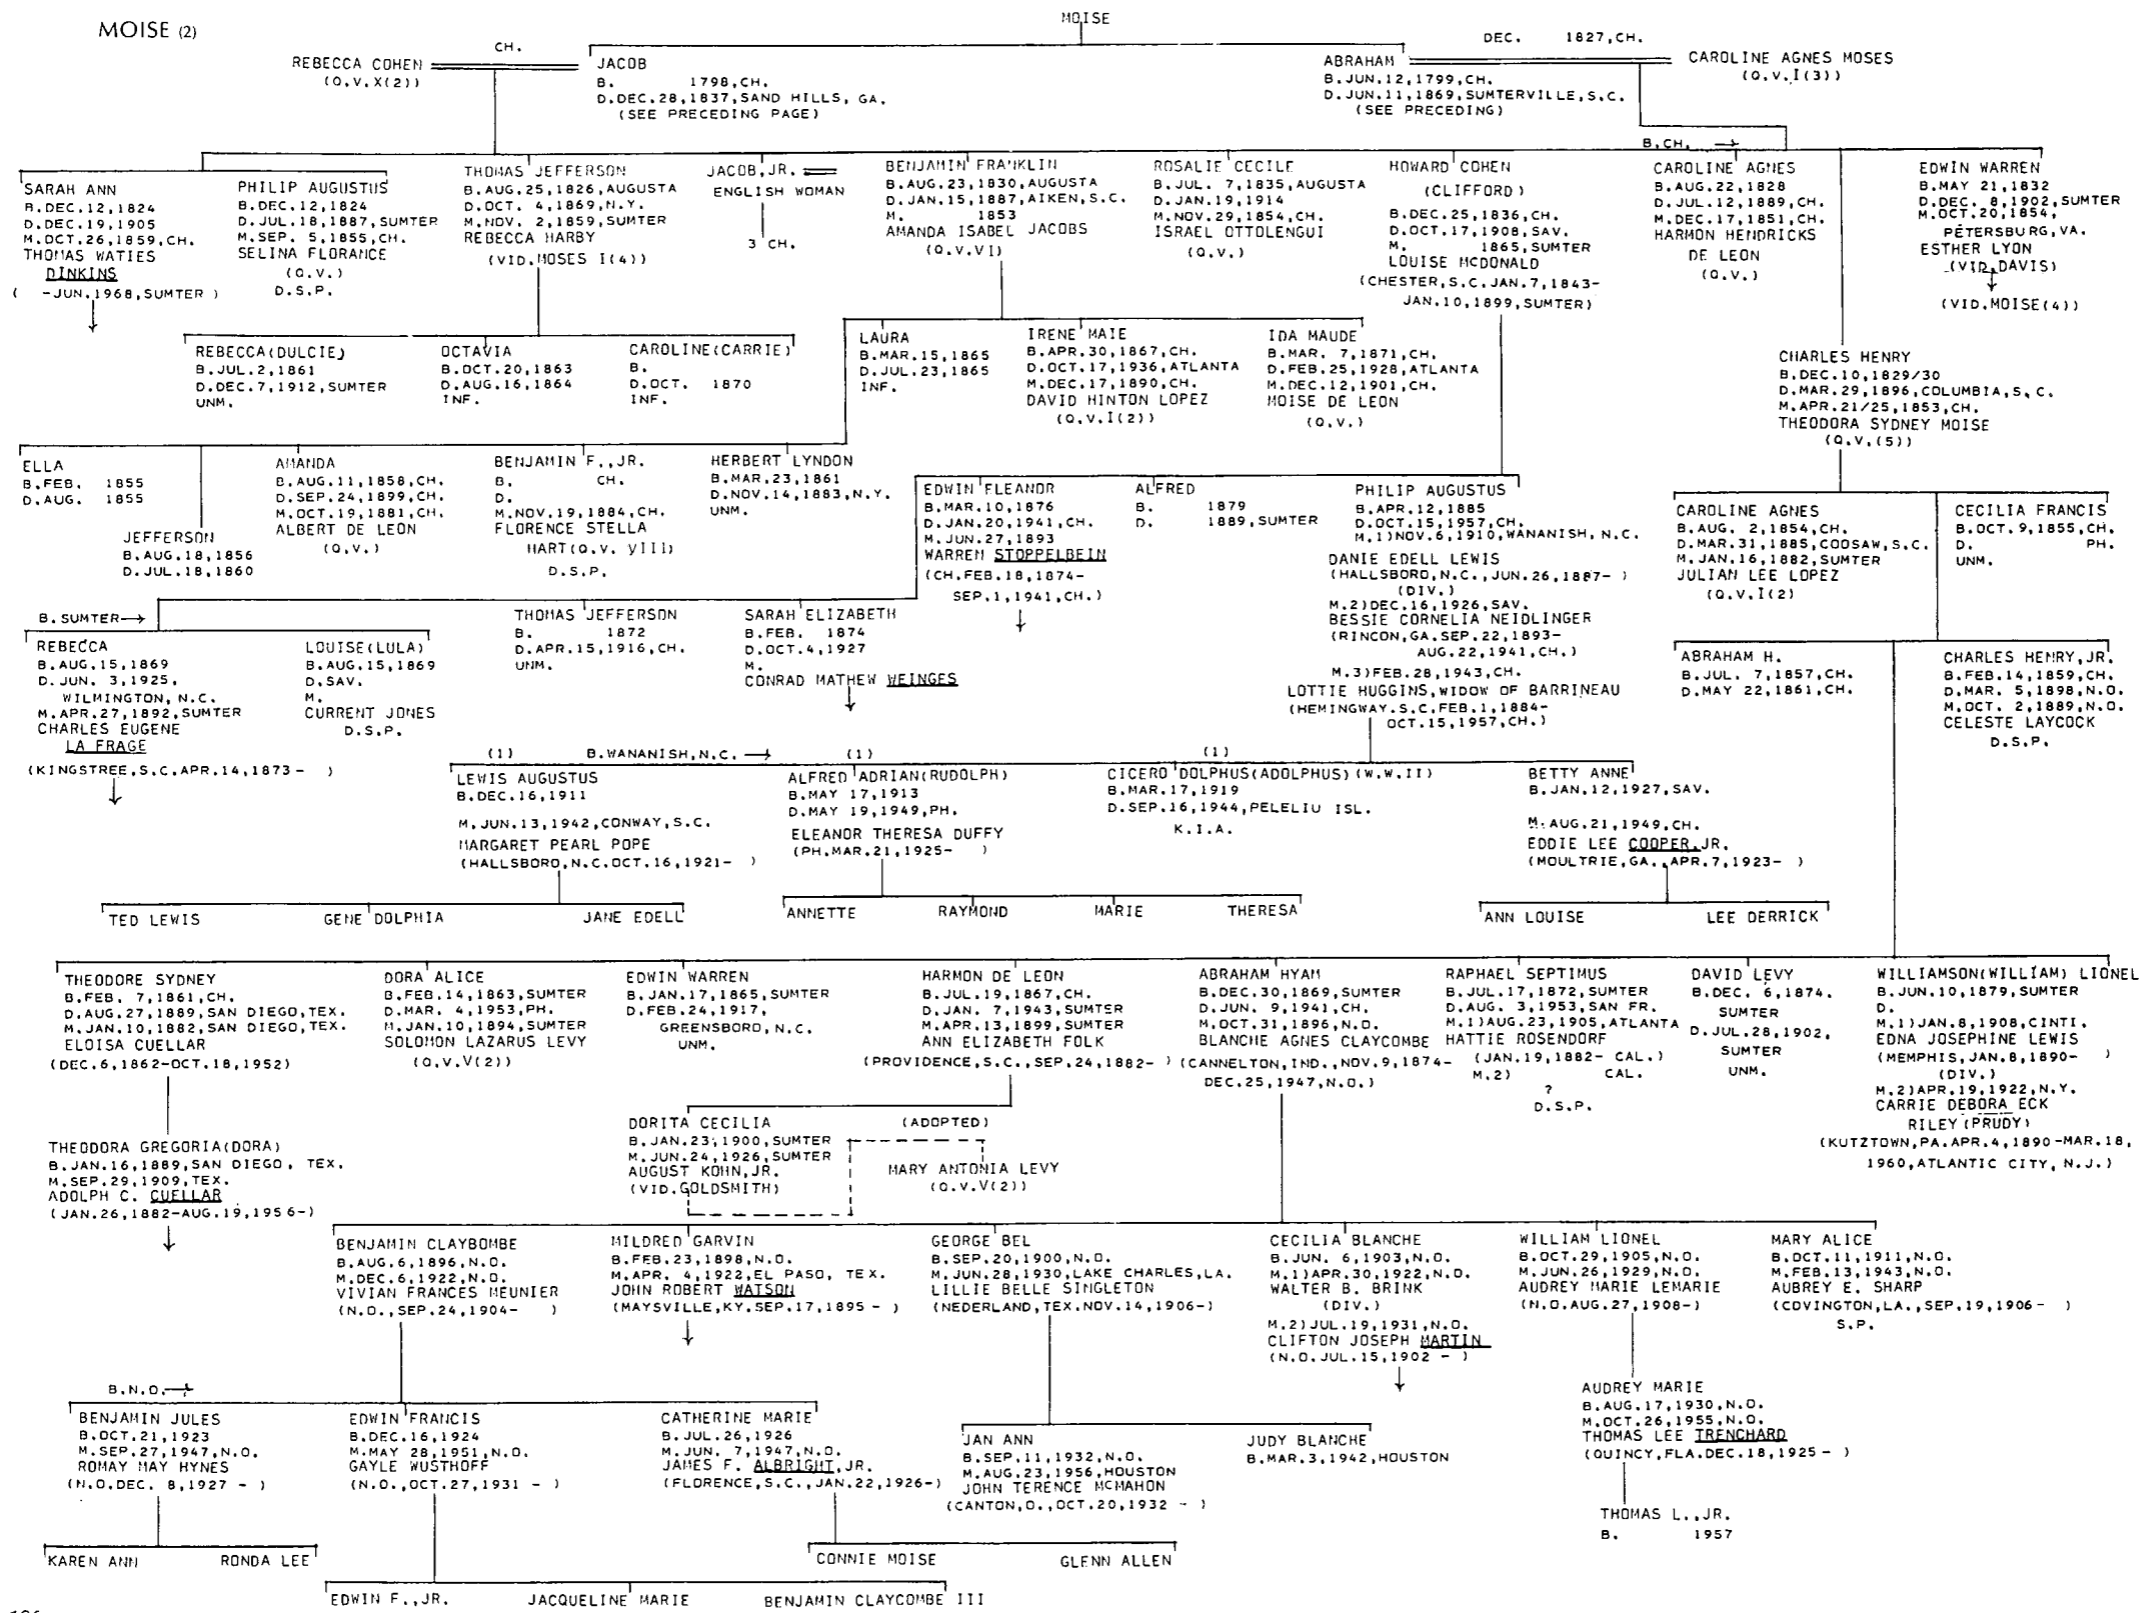 MOISE (2)
MOISE
CH.
DEC. 1827,CH.
REBECCA COHEN
(Q.V.X(2))
JACOB
B. 1798,CH.
D.DEC.28,1837,SAND HILLS, GA.
(SEE PRECEDING PAGE)
ABRAHAM
B.JUN.12,1799,CH.
D.JUN.11,1869,SUMTERVILLE,S.C.
(SEE PRECEDING)
CAROLINE AGNES MOSES
(Q.V.I(3))
B.CH. →
SARAH ANN
B.DEC.12,1824
D.DEC.19,1905
M.OCT.26,1859,CH.
THOMAS WATIES
DINKINS
( -JUN.1968,SUMTER )
PHILIP AUGUSTUS
B.DEC.12,1824
D.JUL.18,1887,SUMTER
M.SEP. 5,1855,CH.
SELINA FLORANCE
(Q.V.)
D.S.P.
THOMAS JEFFERSON
B.AUG.25,1826,AUGUSTA
D.OCT. 4,1869,N.Y.
M.NOV. 2,1859,SUMTER
REBECCA HARBY
(VID.MOSES I(4))
JACOB,JR.
ENGLISH WOMAN
3 CH.
BENJAMIN FRANKLIN
B.AUG.23,1830,AUGUSTA
D.JAN.15,1887,AIKEN,S.C.
M. 1853
AMANDA ISABEL JACOBS
(Q.V.VI)
ROSALIE CECILE
B.JUL. 7,1835,AUGUSTA
D.JAN.19,1914
M.NOV.29,1854,CH.
ISRAEL OTTOLENGUI
(Q.V.)
HOWARD COHEN
(CLIFFORD)
B.DEC.25,1836,CH.
D.OCT.17,1908,SAV.
M. 1865,SUMTER
LOUISE MCDONALD
(CHESTER,S.C.JAN.7,1843-
JAN.10,1899,SUMTER)
CAROLINE AGNES
B.AUG.22,1828
D.JUL.12,1889,CH.
M.DEC.17,1851,CH.
HARMON HENDRICKS
DE LEON
(Q.V.)
EDWIN WARREN
B.MAY 21,1832
D.DEC. 8,1902,SUMTER
M.OCT.20,1854,
PETERSBURG,VA.
ESTHER LYON
(VID.DAVIS)
(VID.MOISE(4))
REBECCA(DULCIE)
B.JUL.2,1861
D.DEC.7,1912,SUMTER
UNM.
OCTAVIA
B.OCT.20,1863
D.AUG.16,1864
INF.
CAROLINE(CARRIE)
B.
D.OCT. 1870
INF.
LAURA
B.MAR.15,1865
D.JUL.23,1865
INF.
IRENE MAIE
B.APR.30,1867,CH.
D.OCT.17,1936,ATLANTA
M.DEC.17,1890,CH.
DAVID HINTON LOPEZ
(Q.V.I(2))
IDA MAUDE
B.MAR. 7,1871,CH.
D.FEB.25,1928,ATLANTA
M.DEC.12,1901,CH.
MOISE DE LEON
(Q.V.)
CHARLES HENRY
B.DEC.10,1829/30
D.MAR.29,1896,COLUMBIA,S.C.
M.APR.21/25,1853,CH.
THEODORA SYDNEY MOISE
(Q.V.(5))
ELLA
B.FEB. 1855
D.AUG. 1855
JEFFERSON
B.AUG.18,1856
D.JUL.18,1860
AMANDA
B.AUG.11,1858,CH.
D.SEP.24,1899,CH.
M.OCT.19,1881,CH.
ALBERT DE LEON
(Q.V.)
BENJAMIN F.,JR.
B. CH.
D.
M.NOV.19,1884,CH.
FLORENCE STELLA
HART(Q.V. yIII)
D.S.P.
HERBERT LYNDON
B.MAR.23,1861
D.NOV.14,1883,N.Y.
UNM.
EDWIN ELEANOR
B.MAR.10,1876
D.JAN.20,1941,CH.
M.JUN.27,1893
WARREN STOPPELBEIN
(CH.FEB.18,1874-
SEP.1,1941,CH.)
ALFRED
B. 1879
D. 1889,SUMTER
PHILIP AUGUSTUS
B.APR.12,1885
D.OCT.15,1957,CH.
M.1)NOV.6,1910,WANANISH,N.C.
DANIE EDELL LEWIS
(HALLSBORO,N.C.,JUN.26,1887- )
(DIV.)
M.2)DEC.16,1926,SAV.
BESSIE CORNELIA NEIDLINGER
(RINCON,GA.SEP.22,1893-
AUG.22,1941,CH.)
M.3)FEB.28,1943,CH.
LOTTIE HUGGINS,WIDOW OF BARRINEAU
(HEMINGWAY.S.C,FEB.1,1884-
OCT.15,1957,CH.)
CAROLINE AGNES
B.AUG. 2,1854,CH.
D.MAR.31,1885,COOSAW,S.C.
M.JAN.16,1882,SUMTER
JULIAN LEE LOPEZ
(Q.V.I(2)
CECILIA FRANCIS
B.OCT.9,1855,CH.
D. PH.
UNM.
B.SUMTER→
REBECCA
B.AUG.15,1869
D.JUN. 3,1925,
WILMINGTON, N.C.
M.APR.27,1892,SUMTER
CHARLES EUGENE
LA FRAGE
(KINGSTREE,S.C.APR.14,1873 - )
LOUISE(LULA)
B.AUG.15,1869
D.SAV.
M.
CURRENT JONES
D.S.P.
THOMAS JEFFERSON
B. 1872
D.APR.15,1916,CH.
UNM.
SARAH ELIZABETH
B.FEB. 1874
D.OCT.4,1927
M.
CONRAD MATHEW WEINGES
ABRAHAM H.
B.JUL. 7,1857,CH.
D.MAY 22,1861,CH.
CHARLES HENRY,JR.
B.FEB.14,1859,CH.
D.MAR. 5,1898,N.O.
M.OCT. 2,1889,N.O.
CELESTE LAYCOCK
D.S.P.
(1) B.WANANISH,N.C. → (1) (1)
LEWIS AUGUSTUS
B.DEC.16,1911
M.JUN.13,1942,CONWAY,S.C.
MARGARET PEARL POPE
(HALLSBORO,N.C.OCT.16,1921- )
ALFRED ADRIAN(RUDOLPH)
B.MAY 17,1913
D.MAY 19,1949,PH.
ELEANOR THERESA DUFFY
(PH.MAR.21,1925- )
CICERO DOLPHUS(ADOLPHUS)(W.W.II)
B.MAR.17,1919
D.SEP.16,1944,PELELIU ISL.
K.I.A.
BETTY ANNE
B.JAN.12,1927,SAV.
M.AUG.21,1949,CH.
EDDIE LEE COOPER,JR.
(MOULTRIE,GA.,APR.7,1923- )
TED LEWIS
GENE DOLPHIA
JANE EDELL
ANNETTE
RAYMOND
MARIE
THERESA
ANN LOUISE
LEE DERRICK
THEODORE SYDNEY
B.FEB. 7,1861,CH.
D.AUG.27,1889,SAN DIEGO,TEX.
M.JAN.10,1882,SAN DIEGO,TEX.
ELOISA CUELLAR
(DEC.6,1862-OCT.18,1952)
DORA ALICE
B.FEB.14,1863,SUMTER
D.MAR. 4,1953,PH.
M.JAN.10,1894,SUMTER
SOLOMON LAZARUS LEVY
(Q.V.V(2))
EDWIN WARREN
B.JAN.17,1865,SUMTER
D.FEB.24,1917,
GREENSBORO,N.C.
UNM.
HARMON DE LEON
B.JUL.19,1867,CH.
D.JAN. 7,1943,SUMTER
M.APR.13,1899,SUMTER
ANN ELIZABETH FOLK
(PROVIDENCE,S.C.,SEP.24,1882- )
ABRAHAM HYAM
B.DEC.30,1869,SUMTER
D.JUN. 9,1941,CH.
M.OCT.31,1896,N.O.
BLANCHE AGNES CLAYCOMBE
(CANNELTON,IND.,NOV.9,1874-
DEC.25,1947,N.O.)
RAPHAEL SEPTIMUS
B.JUL.17,1872,SUMTER
D.AUG. 3,1953,SAN FR.
M.1)AUG.23,1905,ATLANTA
HATTIE ROSENDORF
(JAN.19,1882- CAL.)
M.2) CAL.
?
D.S.P.
DAVID LEVY
B.DEC. 6,1874.
SUMTER
D.JUL.28,1902,
SUMTER
UNM.
WILLIAMSON(WILLIAM) LIONEL
B.JUN.10,1879,SUMTER
D.
M.1)JAN.8,1908,CINTI.
EDNA JOSEPHINE LEWIS
(MEMPHIS,JAN.8,1890- )
(DIV.)
M.2)APR.19,1922,N.Y.
CARRIE DEBORA ECK
RILEY(PRUDY)
(KUTZTOWN,PA.APR.4,1890-MAR.18,
1960,ATLANTIC CITY, N.J.)
THEODORA GREGORIA(DORA)
B.JAN.16,1889,SAN DIEGO, TEX.
M.SEP.29,1909,TEX.
ADOLPH C. CUELLAR
(JAN.26,1882-AUG.19,1956-)
DORITA CECILIA
B.JAN.23,1900,SUMTER
M.JUN.24,1926,SUMTER
AUGUST KOHN,JR.
(VID.GOLDSMITH)
(ADOPTED)
MARY ANTONIA LEVY
(Q.V.V(2))
BENJAMIN CLAYBOMBE
B.AUG.6,1896,N.O.
M.DEC.6,1922,N.O.
VIVIAN FRANCES MEUNIER
(N.O.,SEP.24,1904- )
MILDRED GARVIN
B.FEB.23,1898,N.O.
M.APR. 4,1922,EL PASO, TEX.
JOHN ROBERT WATSON
(MAYSVILLE,KY.SEP.17,1895 - )
GEORGE BEL
B.SEP.20,1900,N.O.
M.JUN.28,1930,LAKE CHARLES,LA.
LILLIE BELLE SINGLETON
(NEDERLAND,TEX.NOV.14,1906-)
CECILIA BLANCHE
B.JUN. 6,1903,N.O.
M.1)APR.30,1922,N.O.
WALTER B. BRINK
(DIV.)
M.2)JUL.19,1931,N.O.
CLIFTON JOSEPH MARTIN
(N.O.JUL.15,1902 - )
WILLIAM LIONEL
B.OCT.29,1905,N.O.
M.JUN.26,1929,N.O.
AUDREY MARIE LEMARIE
(N.O.AUG.27,1908-)
MARY ALICE
B.OCT.11,1911,N.O.
M.FEB.13,1943,N.O.
AUBREY E. SHARP
(COVINGTON,LA.,SEP.19,1906 - )
S.P.
B.N.O.→
BENJAMIN JULES
B.OCT.21,1923
M.SEP.27,1947,N.O.
ROMAY MAY HYNES
(N.O.DEC. 8,1927 - )
EDWIN FRANCIS
B.DEC.16,1924
M.MAY 28,1951,N.O.
GAYLE WUSTHOFF
(N.O.,OCT.27,1931 - )
CATHERINE MARIE
B.JUL.26,1926
M.JUN. 7,1947,N.O.
JAMES F. ALBRIGHT,JR.
(FLORENCE,S.C.,JAN.22,1926-)
JAN ANN
B.SEP.11,1932,N.O.
M.AUG.23,1956,HOUSTON
JOHN TERENCE MCMAHON
(CANTON,O.,OCT.20,1932 - )
JUDY BLANCHE
B.MAR.3,1942,HOUSTON
AUDREY MARIE
B.AUG.17,1930,N.O.
M.OCT.26,1955,N.O.
THOMAS LEE TRENCHARD
(QUINCY,FLA.DEC.18,1925 - )
THOMAS L.,JR.
B. 1957
KAREN ANN
RONDA LEE
CONNIE MOISE
GLENN ALLEN
EDWIN F.,JR.
JACQUELINE MARIE
BENJAMIN CLAYCOMBE III